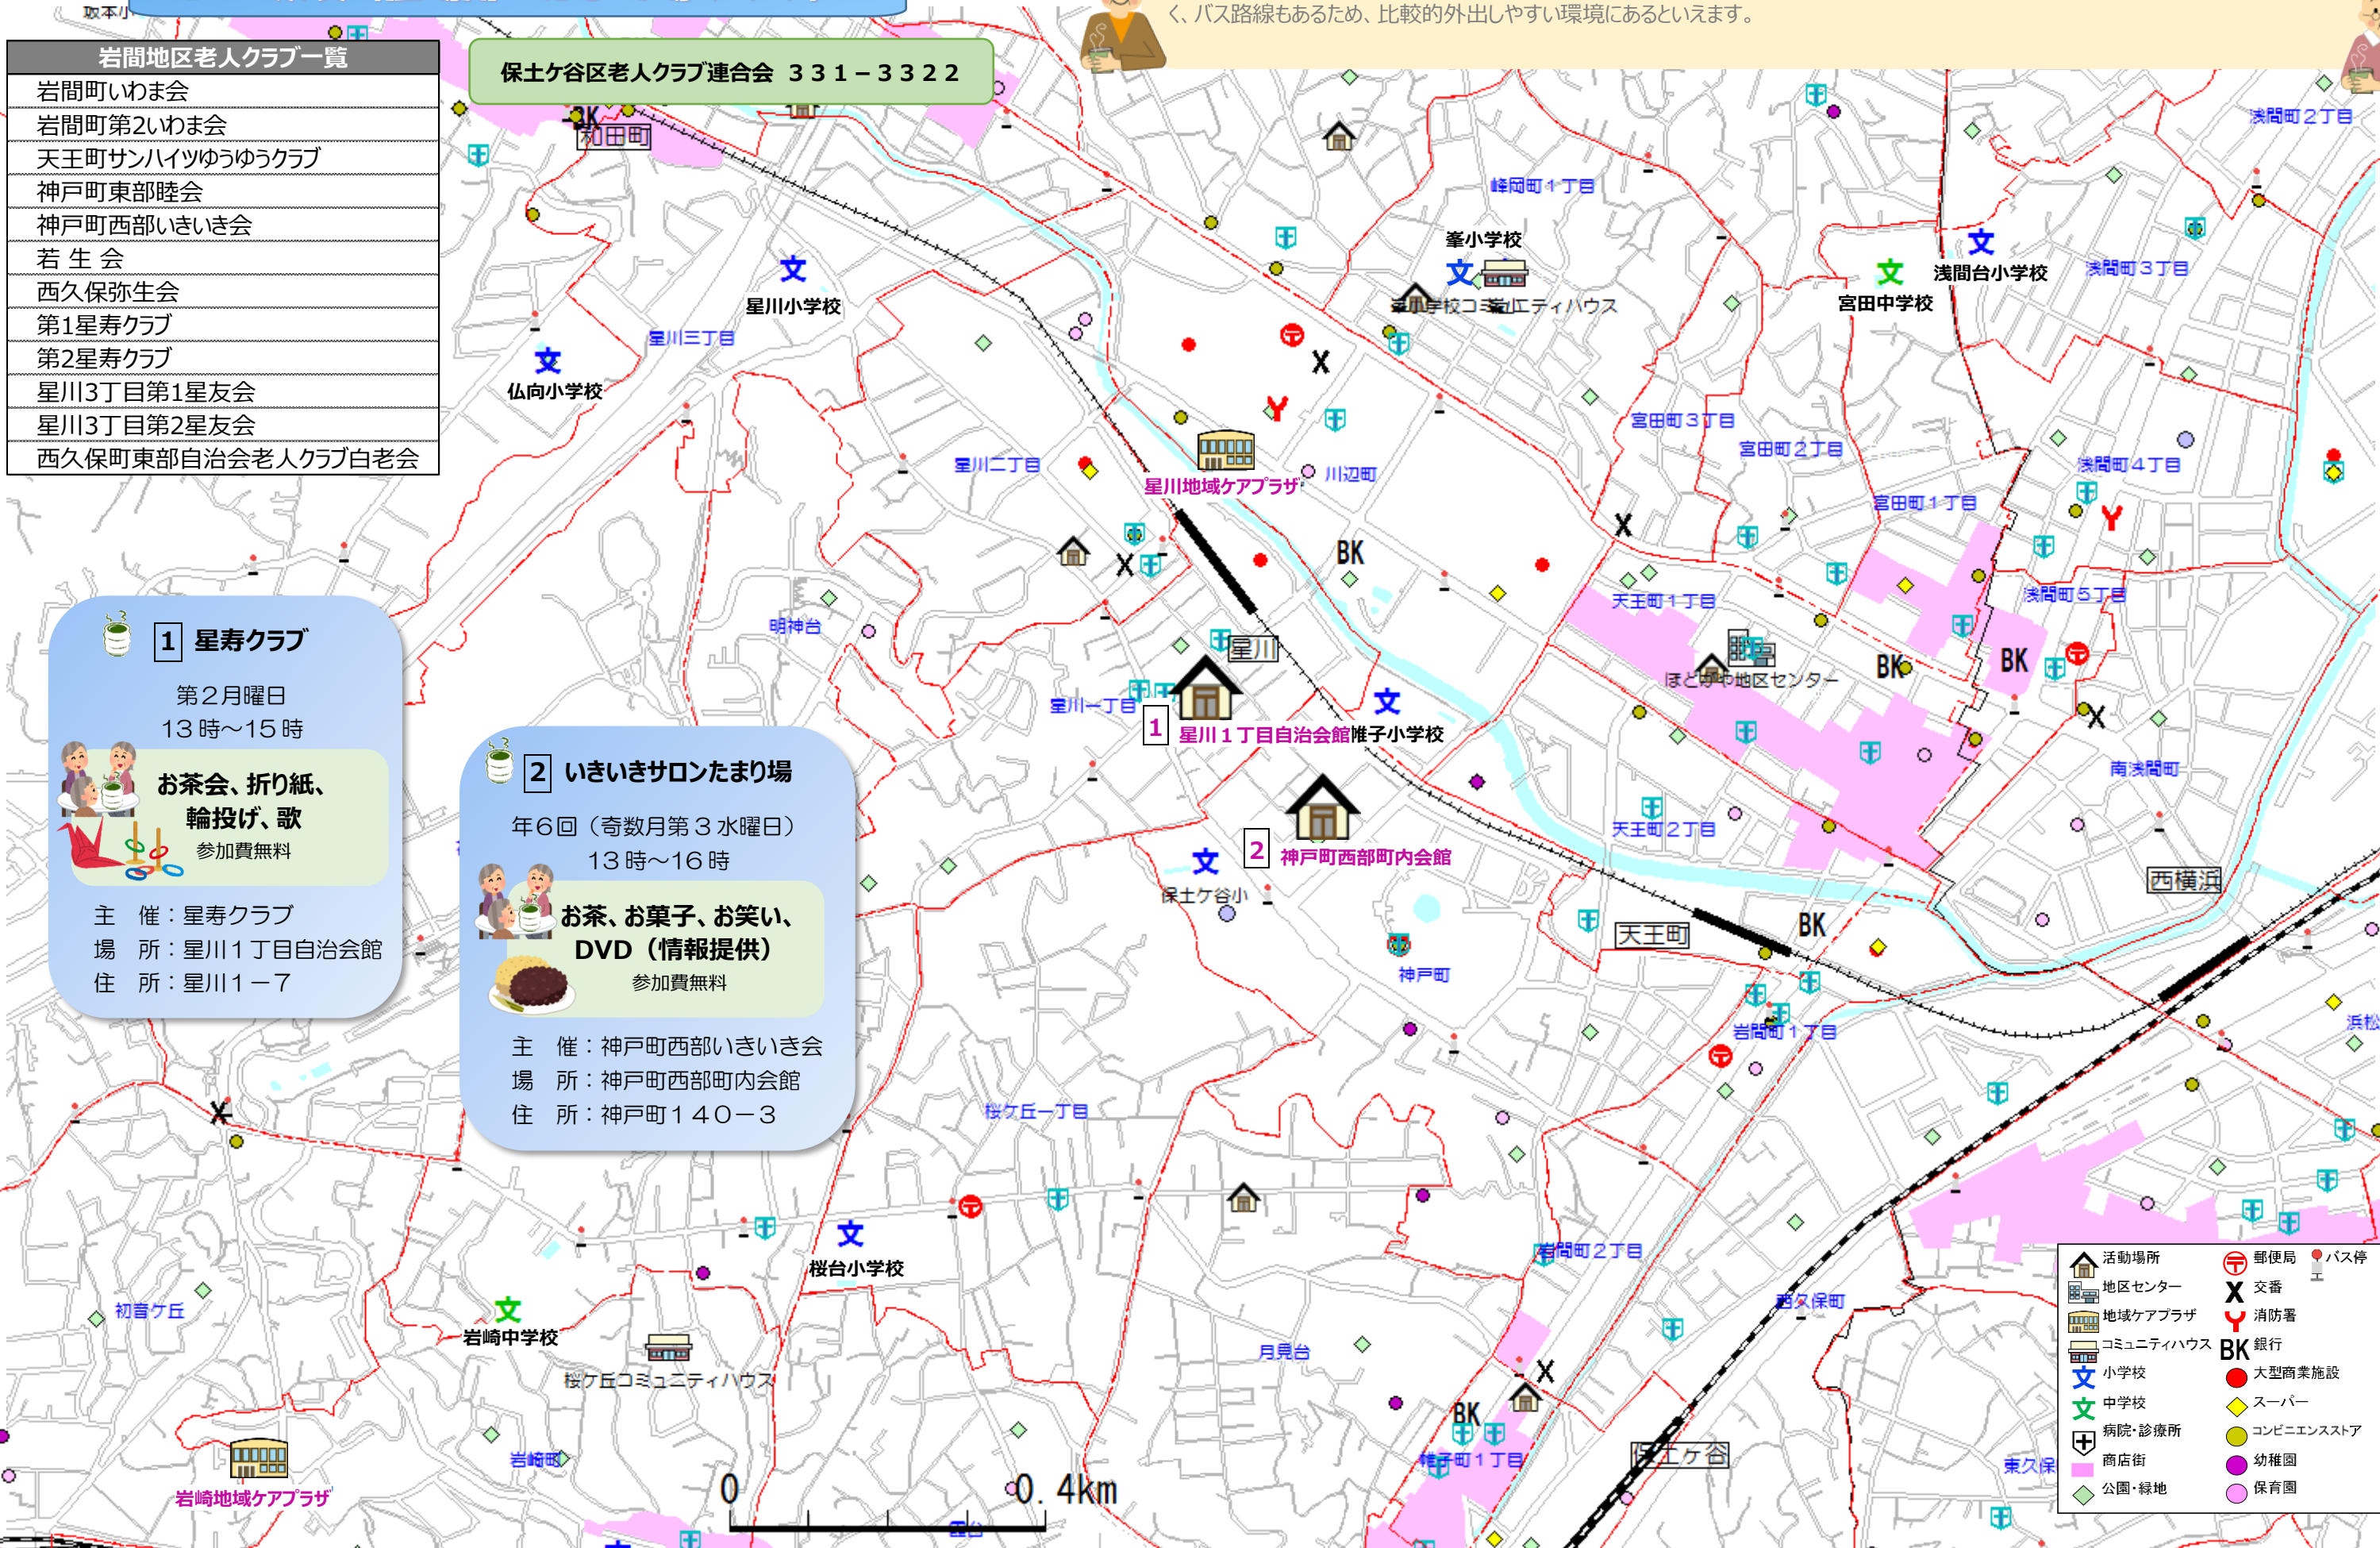 坂本小
く、バス路線もあるため、比較的外出しやすい環境にあるといえます。
岩間地区老人クラブ一覧
岩間町いわま会
岩間町第2いわま会
天王町サンハイツゆうゆうクラブ
神戸町東部睦会
神戸町西部いきいき会
若 生 会
西久保弥生会
第1星寿クラブ
第2星寿クラブ
星川3丁目第1星友会
星川3丁目第2星友会
西久保町東部自治会老人クラブ白老会
保土ケ谷区老人クラブ連合会 ３３１－３３２２
BK
和田町
浅間町２丁目
峰岡町１丁目
峯小学校
文
文
浅間台小学校
文
宮田中学校
浅間町３丁目
文
星川小学校
星川三丁目
文
仏向小学校
宮田町３丁目
宮田町２丁目
浅間町４丁目
宮田町１丁目
星川二丁目
星川地域ケアプラザ
川辺町
BK
天王町１丁目
浅間町５丁目
明神台
星川
ほどがや地区センター
BK
BK
星川一丁目
1
星川１丁目自治会館
文
帷子小学校
南浅間町
天王町２丁目
2 神戸町西部町内会館
文
保土ケ谷小
西横浜
天王町
BK
神戸町
岩間町１丁目
浜松
1 星寿クラブ
第２月曜日
13時～15時
お茶会、折り紙、
輪投げ、歌
参加費無料
主　催：星寿クラブ
場　所：星川１丁目自治会館
住　所：星川１－７
2 いきいきサロンたまり場
年６回（奇数月第３水曜日）
13時～16時
お茶、お菓子、お笑い、
DVD（情報提供）
参加費無料
主　催：神戸町西部いきいき会
場　所：神戸町西部町内会館
住　所：神戸町１４０－３
桜ケ丘一丁目
文
桜台小学校
岩間町２丁目
初音ケ丘
文
岩崎中学校
桜ケ丘コミュニティハウス
月見台
西久保町
BK
帷子町１丁目
保土ケ谷
東久保
岩崎町
岩崎地域ケアプラザ
0
0.4km
活動場所
地区センター
地域ケアプラザ
コミュニティハウス
文 小学校
文 中学校
病院・診療所
商店街
公園・緑地
郵便局
バス停
X 交番
Y 消防署
BK 銀行
大型商業施設
スーパー
コンビニエンスストア
幼稚園
保育園